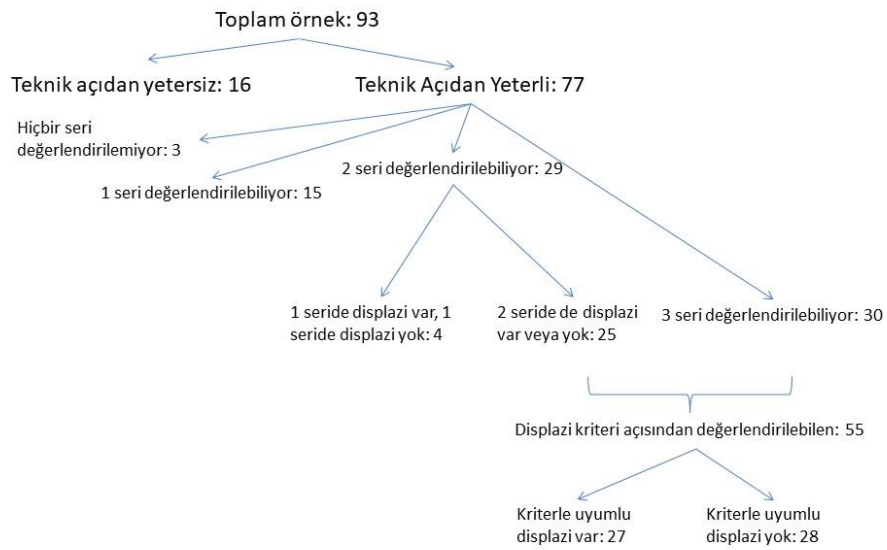 Toplam örnek: 93
Teknik açıdan yetersiz: 16
Teknik Açıdan Yeterli: 77
Hiçbir seri
değerlendirilemiyor: 3
1 seri değerlendirilebiliyor: 15
2 seri değerlendirilebiliyor: 29
1 seride displazi var, 1
seride displazi yok: 4
2 seride de displazi
var veya yok: 25
3 seri değerlendirilebiliyor: 30
Displazi kriteri açısından değerlendirilebilen: 55
Kriterle uyumlu
displazi var: 27
Kriterle uyumlu
displazi yok: 28